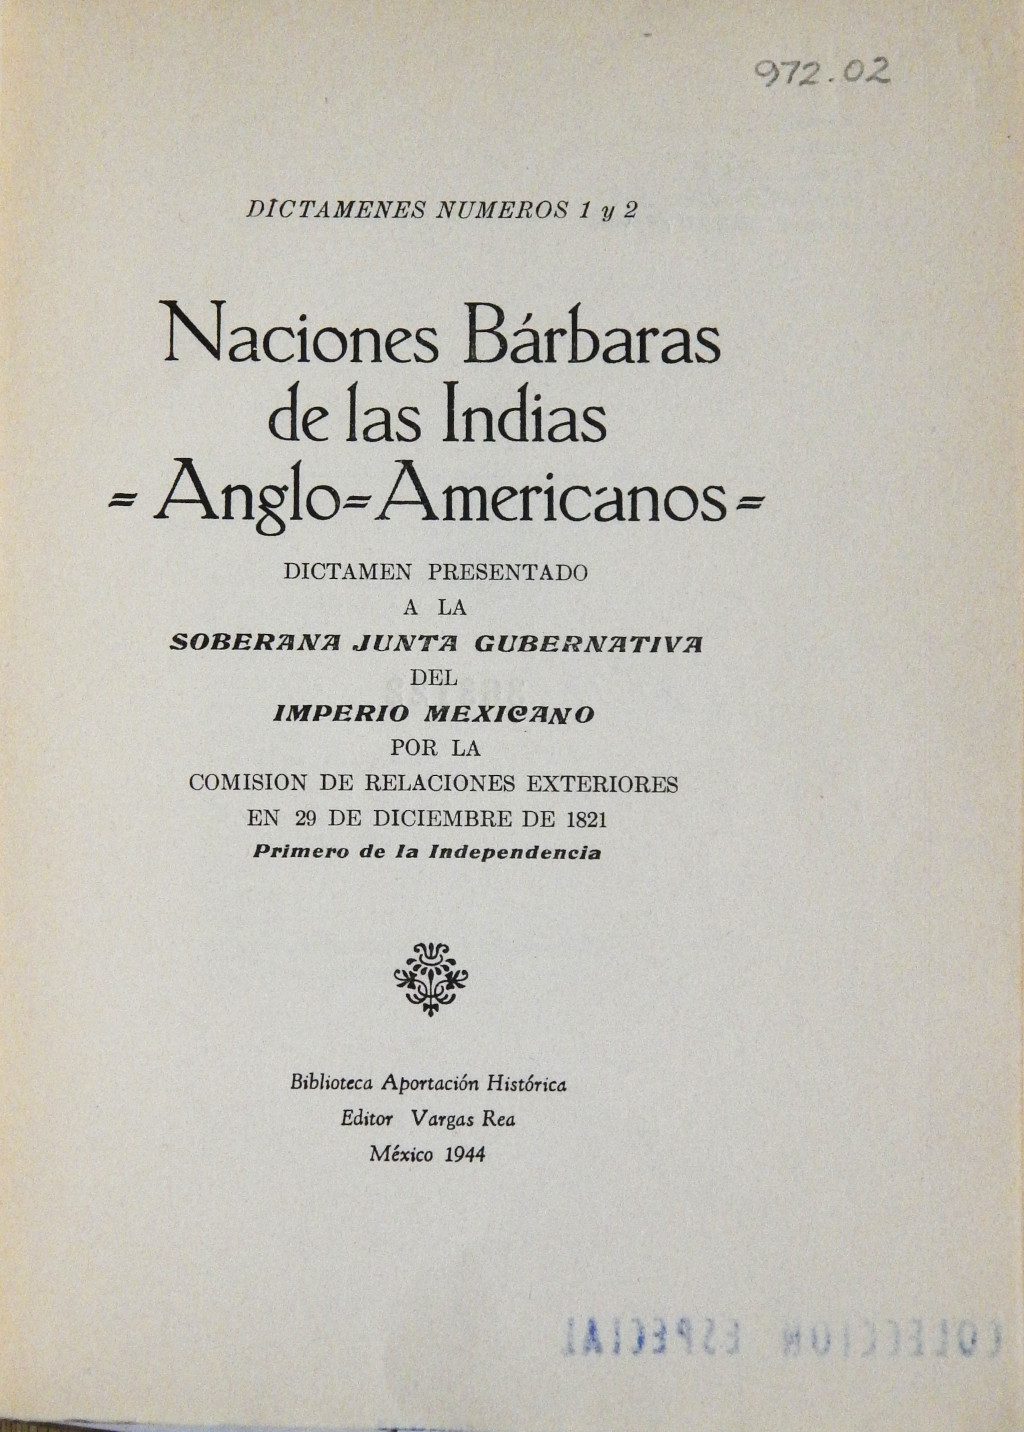 972.02
DICTAMENES NUMEROS 1 y 2
Naciones Bárbaras
de las Indias
= Anglo=Americanos =
DICTAMEN PRESENTADO
A LA
SOBERANA JUNTA GUBERNATIVA
DEL
IMPERIO MEXICANO
POR LA
COMISION DE RELACIONES EXTERIORES
EN 29 DE DICIEMBRE DE 1821
Primero de la Independencia
Biblioteca Aportación Histórica
Editor Vargas Rea
México 1944
COLECCION ESPECIAL